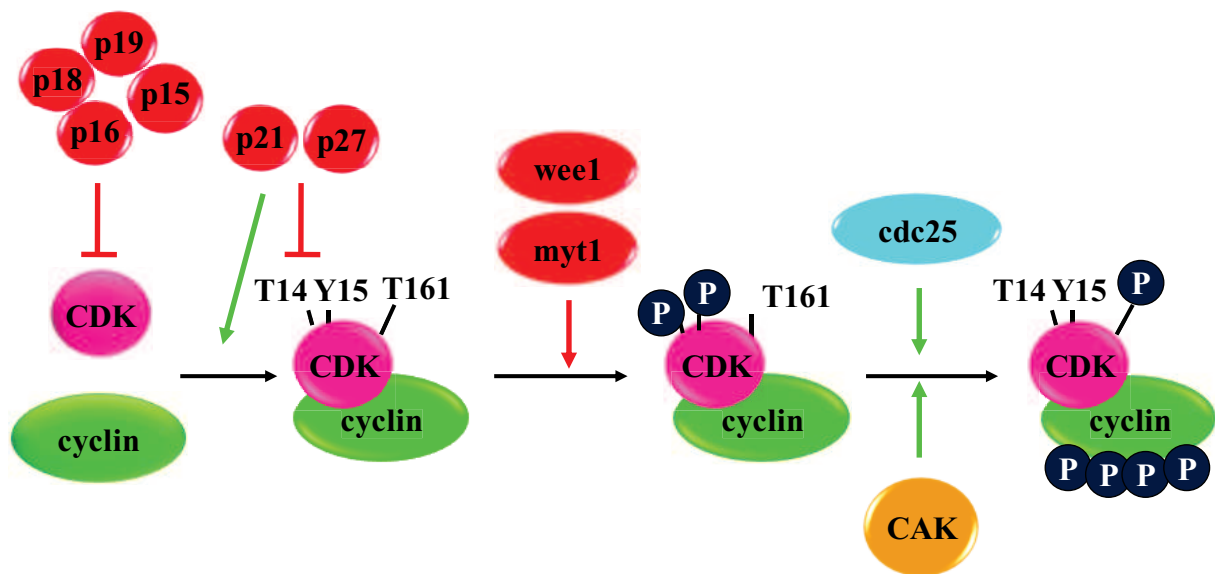 p19
p18
p15
p16
p21
p27
CDK
cyclin
T14 Y15
T161
CDK
cyclin
wee1
myt1
P
P
T161
CDK
cyclin
cdc25
CAK
T14 Y15
P
CDK
cyclin
P
P
P
P